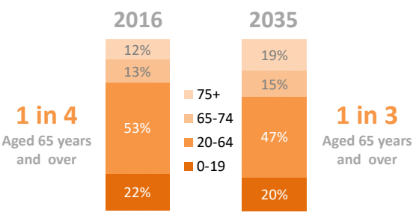 2016
2035
12%
13%
53%
22%
75+
65-74
20-64
0-19
19%
15%
47%
20%
1 in 4
Aged 65 years
and over
1 in 3
Aged 65 years
and over